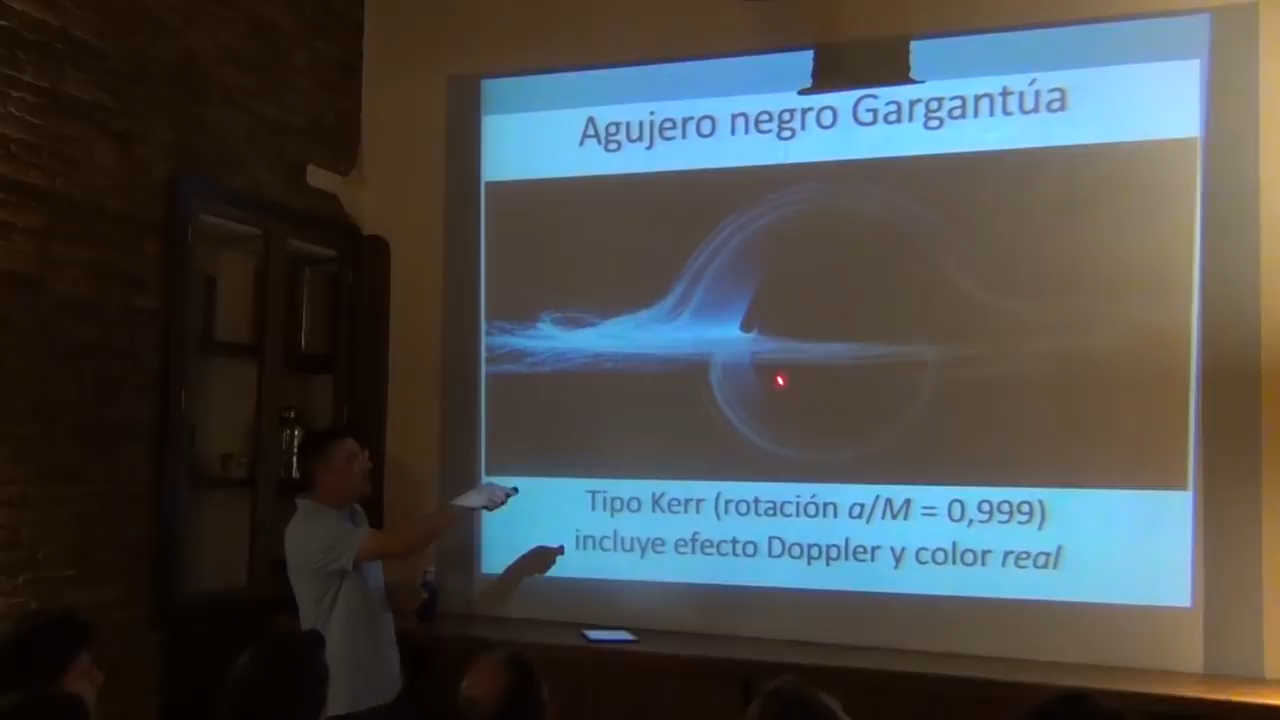 Agujero negro Gargantúa
Tipo Kerr (rotación a/M = 0,999)
incluye efecto Doppler y color real